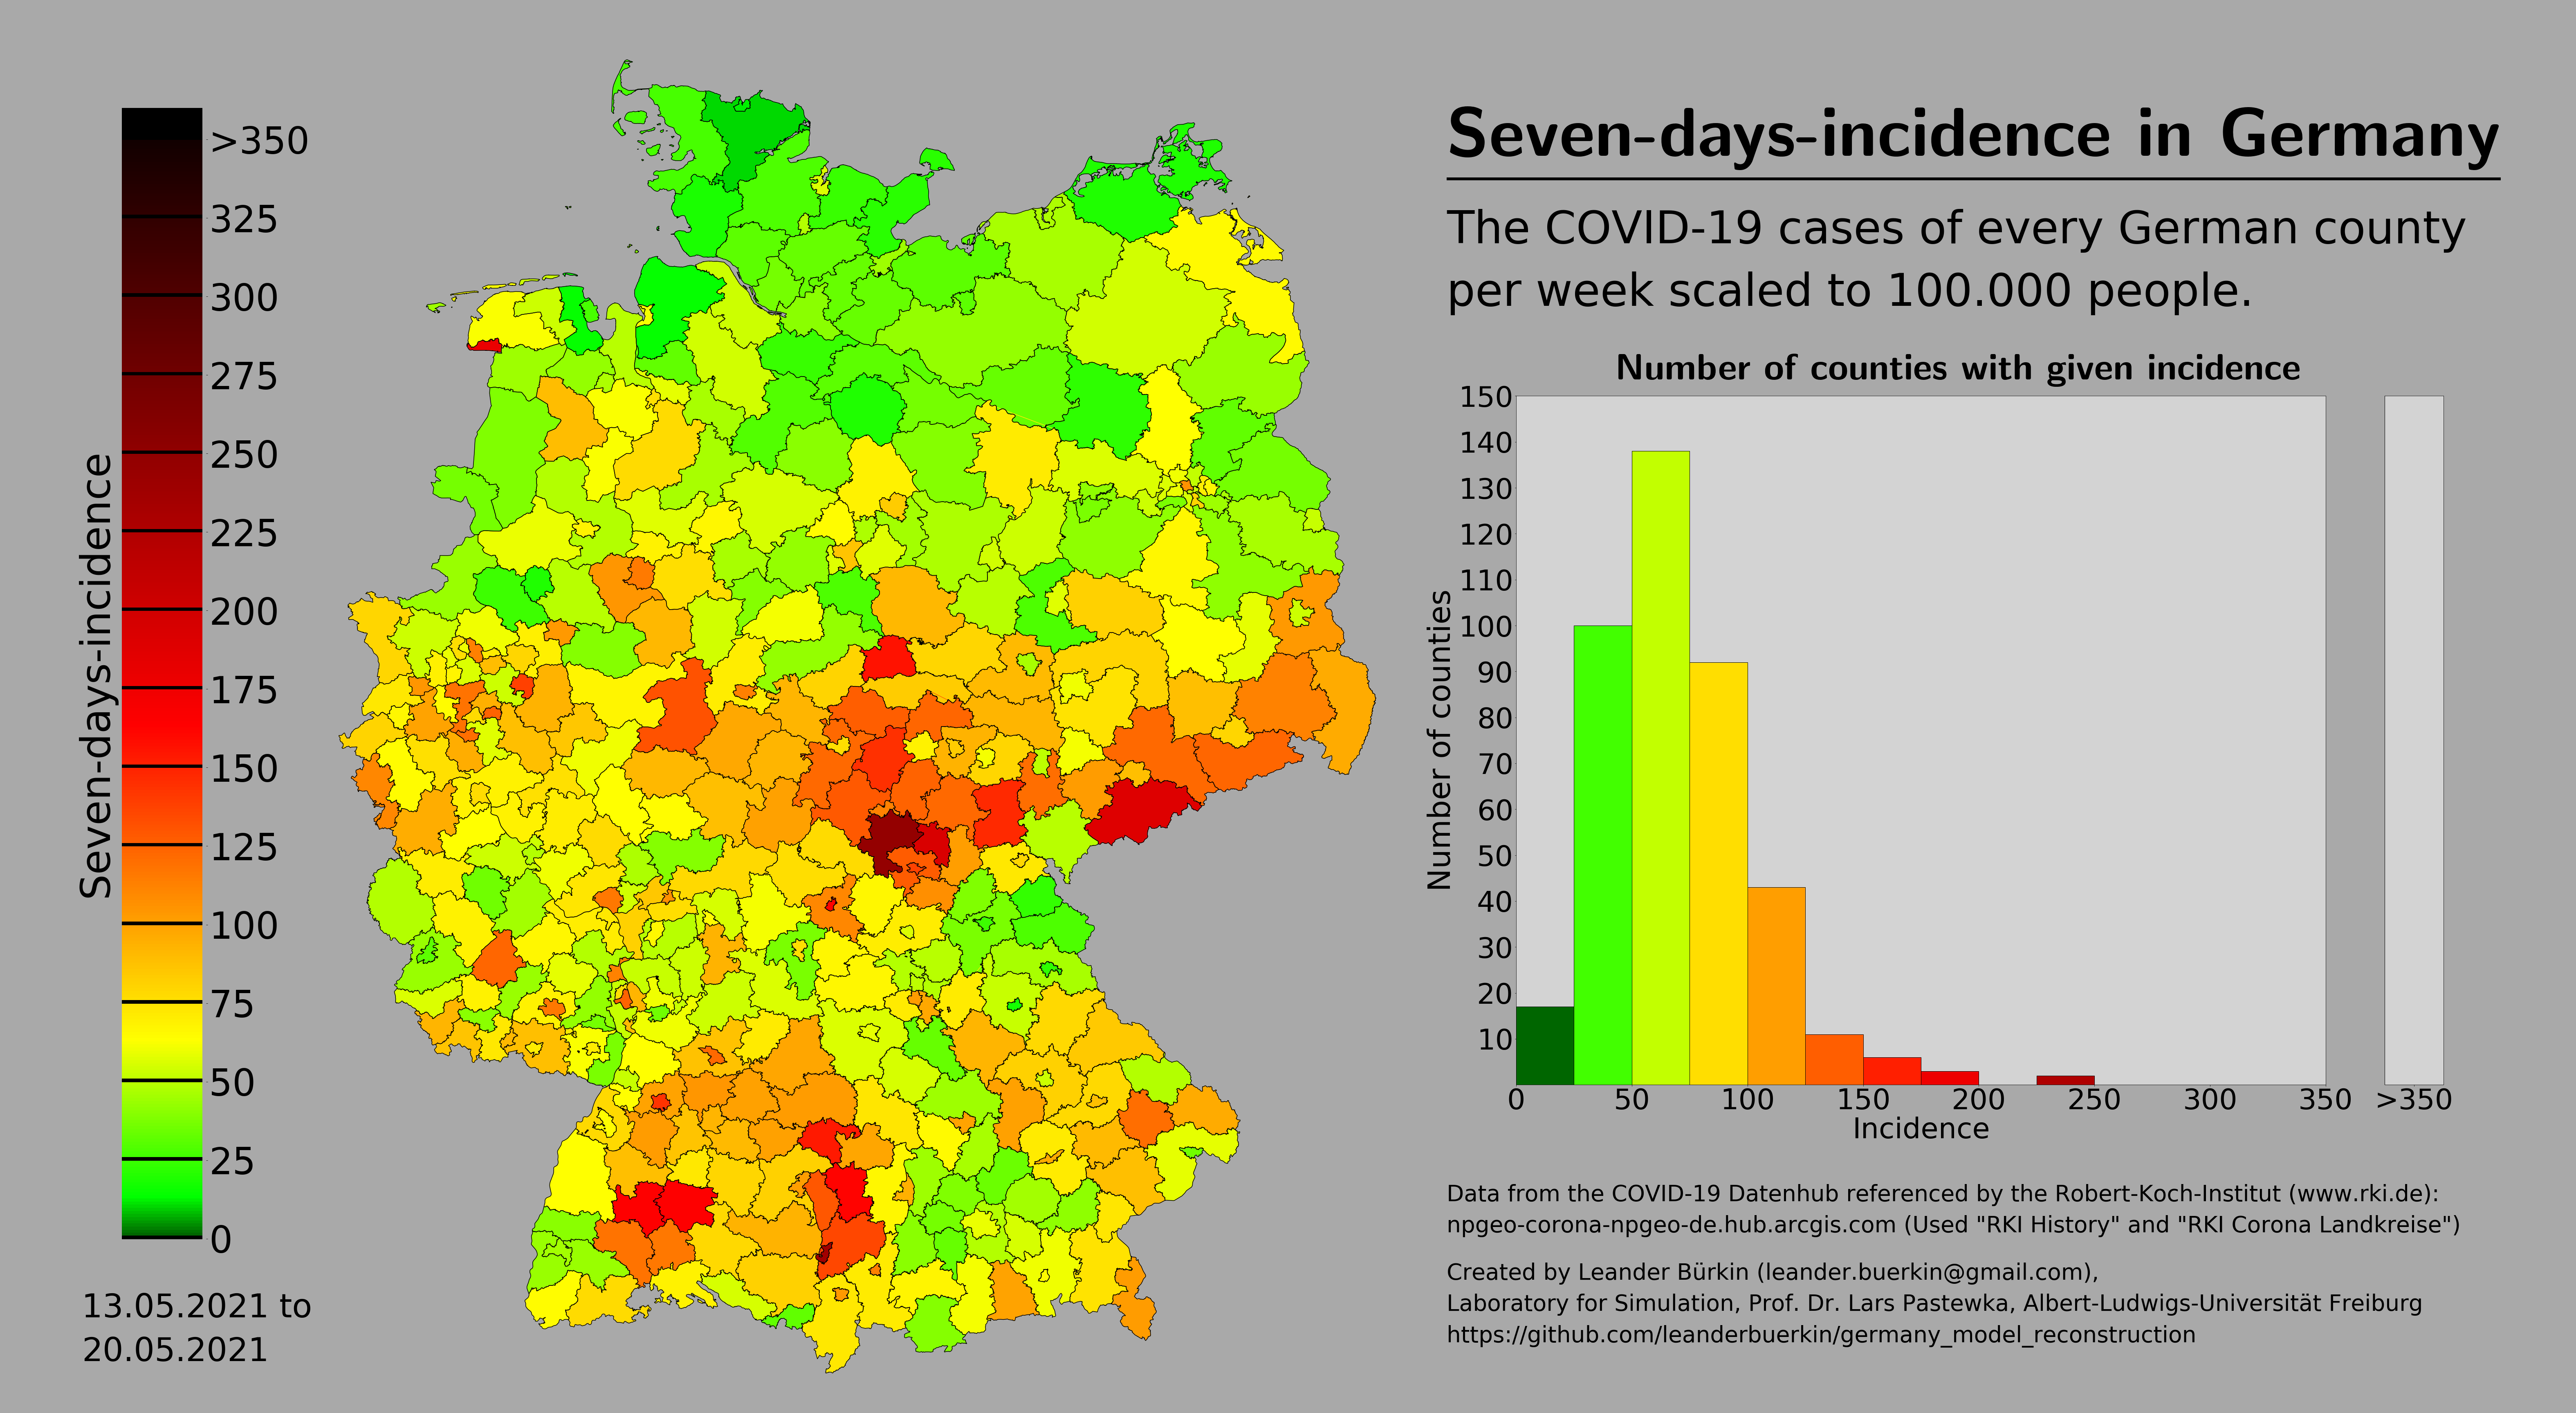 Seven-days-incidence in Germany
The COVID-19 cases of every German county
per week scaled to 100.000 people.
Seven-days-incidence
>350
325
300
275
250
225
200
175
150
125
100
75
50
25
0
13.05.2021 to
20.05.2021
Number of counties with given incidence
Number of counties
150
140
130
120
110
100
90
80
70
60
50
40
30
20
10
0 50 100 150 200 250 300 350 >350
Incidence
Data from the COVID-19 Datenhub referenced by the Robert-Koch-Institut (www.rki.de):
npgeo-corona-npgeo-de.hub.arcgis.com (Used "RKI History" and "RKI Corona Landkreise")
Created by Leander Bürkin (leander.buerkin@gmail.com),
Laboratory for Simulation, Prof. Dr. Lars Pastewka, Albert-Ludwigs-Universität Freiburg
https://github.com/leanderbuerkin/germany_model_reconstruction